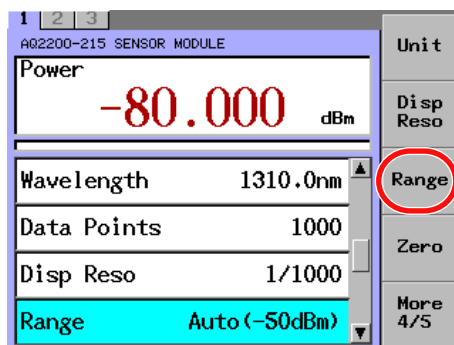 1 2 3
AQ2200-215 SENSOR MODULE
Power
-80.000 dBm
Wavelength 1310.0nm
Data Points 1000
Disp Reso 1/1000
Range Auto(-50dBm)
Unit
Disp
Reso
Range
Zero
More
4/5